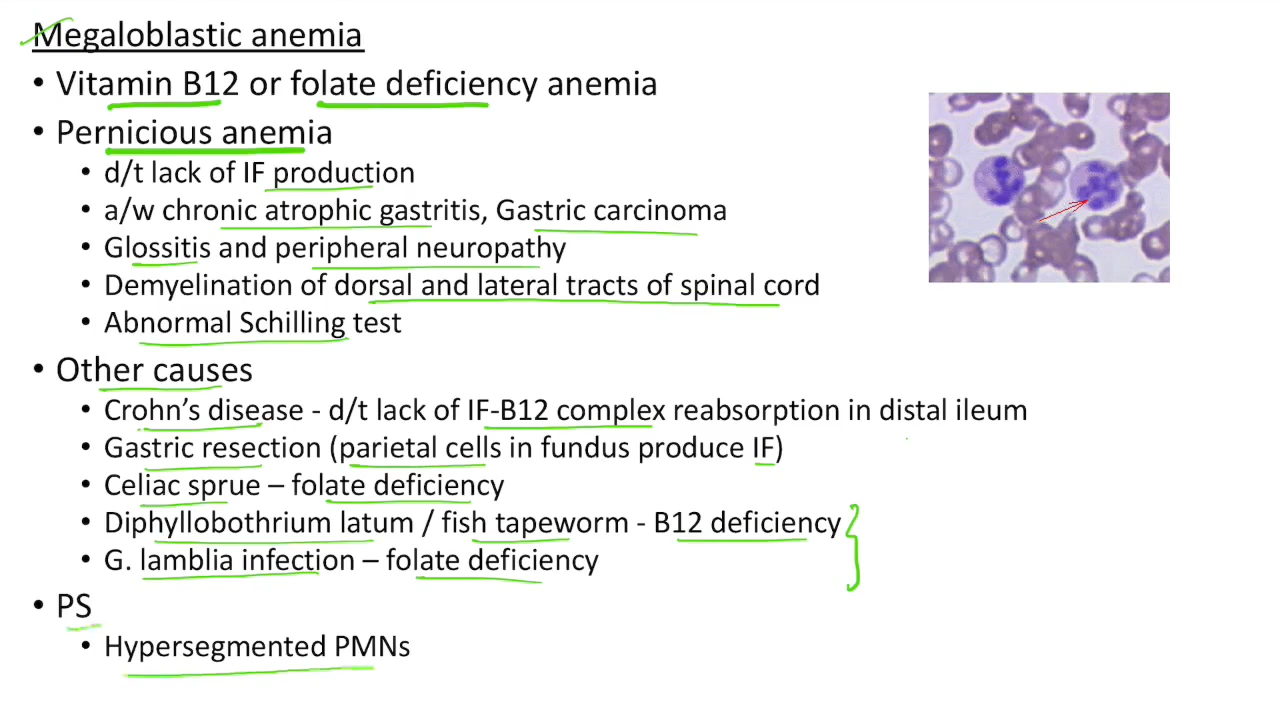 Megaloblastic anemia
• Vitamin B12 or folate deficiency anemia
• Pernicious anemia
• d/t lack of IF production
• a/w chronic atrophic gastritis, Gastric carcinoma
• Glossitis and peripheral neuropathy
• Demyelination of dorsal and lateral tracts of spinal cord
• Abnormal Schilling test
• Other causes
• Crohn's disease - d/t lack of IF-B12 complex reabsorption in distal ileum
• Gastric resection (parietal cells in fundus produce IF)
• Celiac sprue – folate deficiency
• Diphyllobothrium latum / fish tapeworm - B12 deficiency
• G. lamblia infection – folate deficiency
• PS
• Hypersegmented PMNs